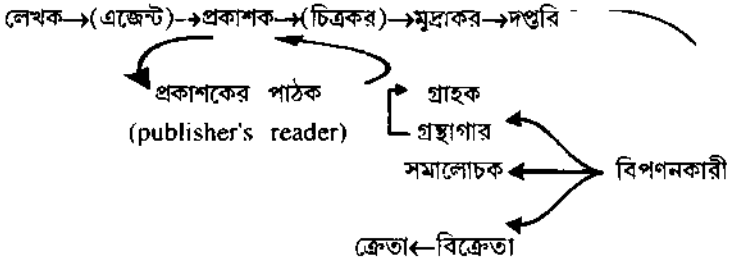 লেখক→(এজেন্ট)→প্রকাশক→(চিত্রকর)→মুদ্রাকর→দপ্তরি
প্রকাশকের পাঠক গ্রাহক
(publisher's reader) গ্রন্থাগার
সমালোচক বিপণনকারী
ক্রেতা←বিক্রেতা